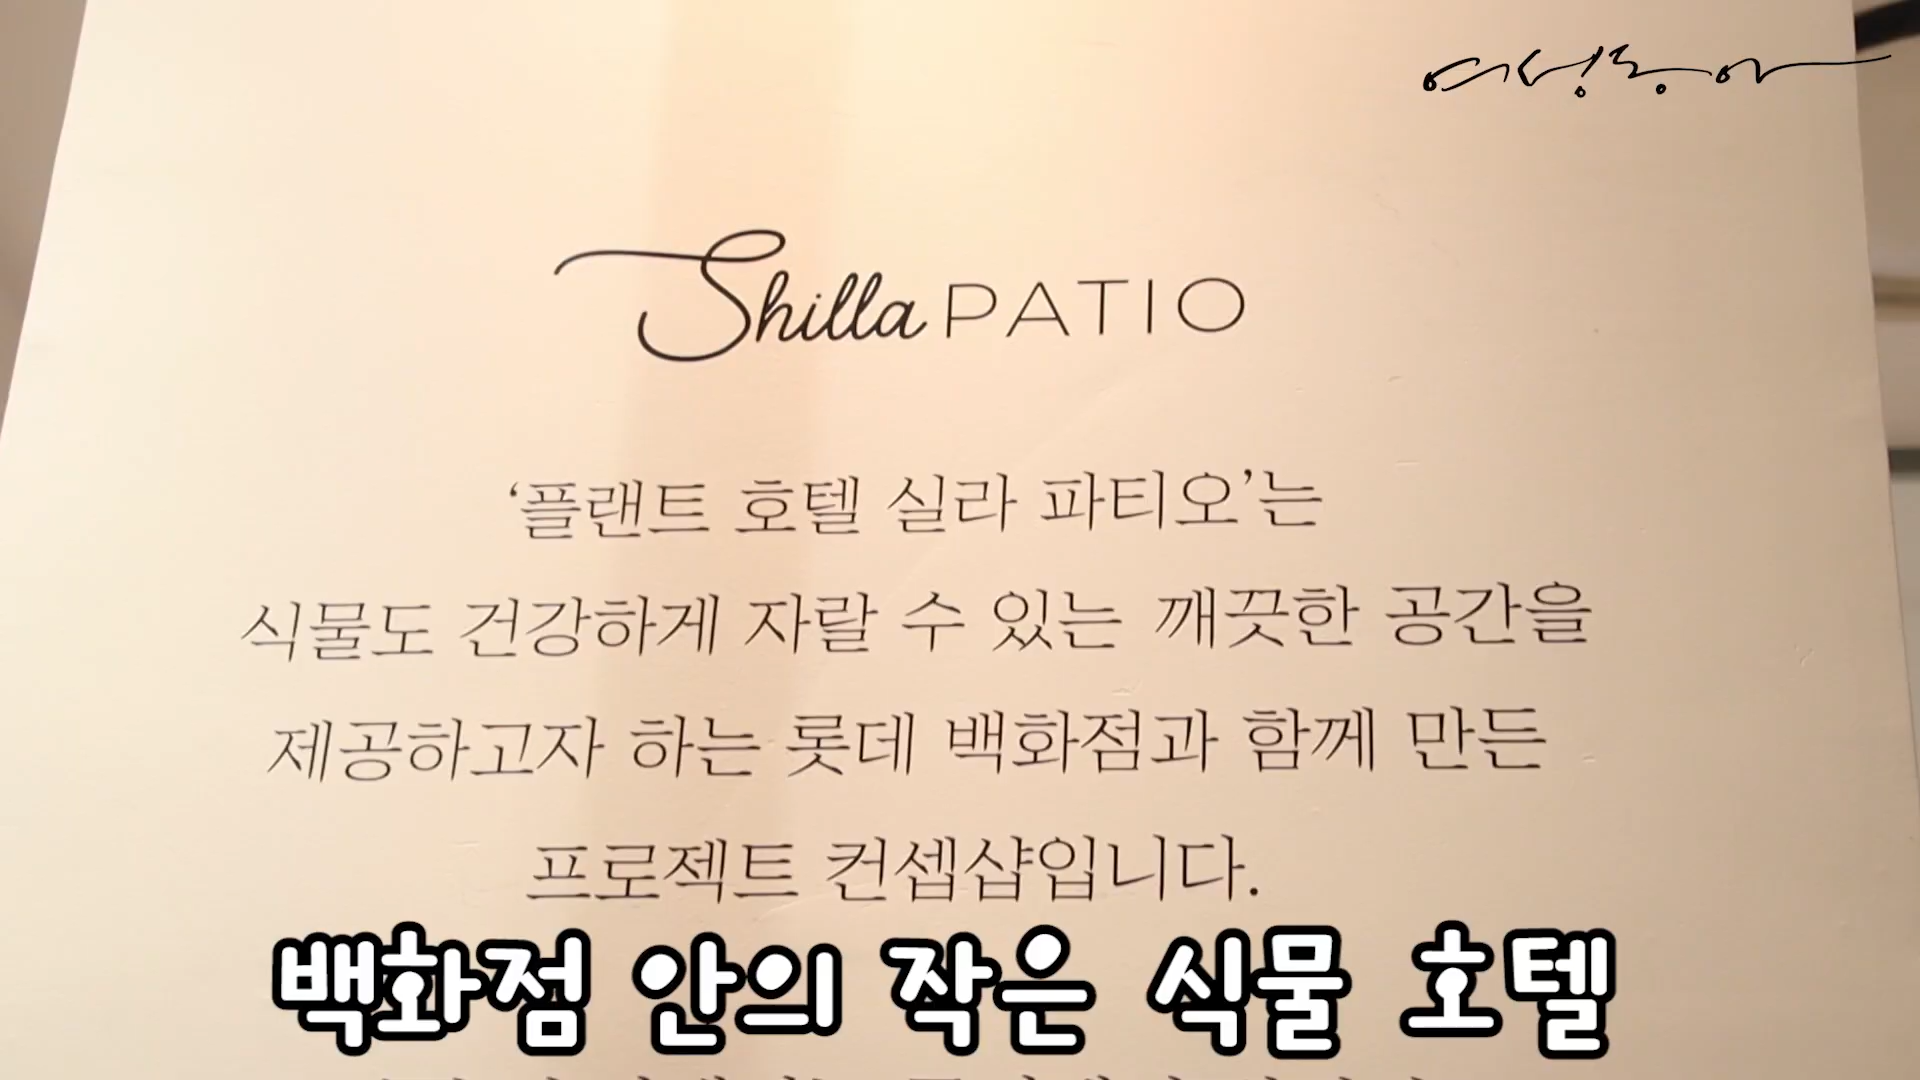 여성동아
Shilla PATIO
‘플랜트 호텔 실라 파티오’는
식물도 건강하게 자랄 수 있는 깨끗한 공간을
제공하고자 하는 롯데 백화점과 함께 만든
프로젝트 컨셉샵입니다.
백화점 안의 작은 식물 호텔